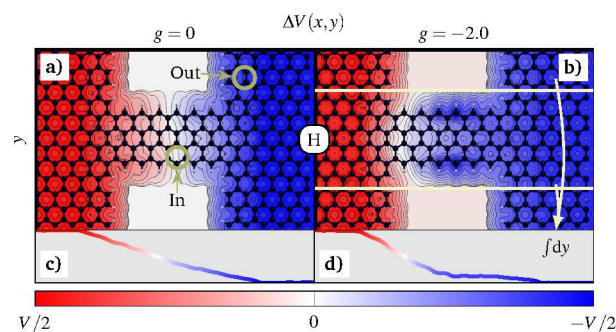 ΔV(x,y)
g = 0
g = −2.0
a)
Out
b)
y
H
In
∫dy
c)
d)
V/2
0
−V/2